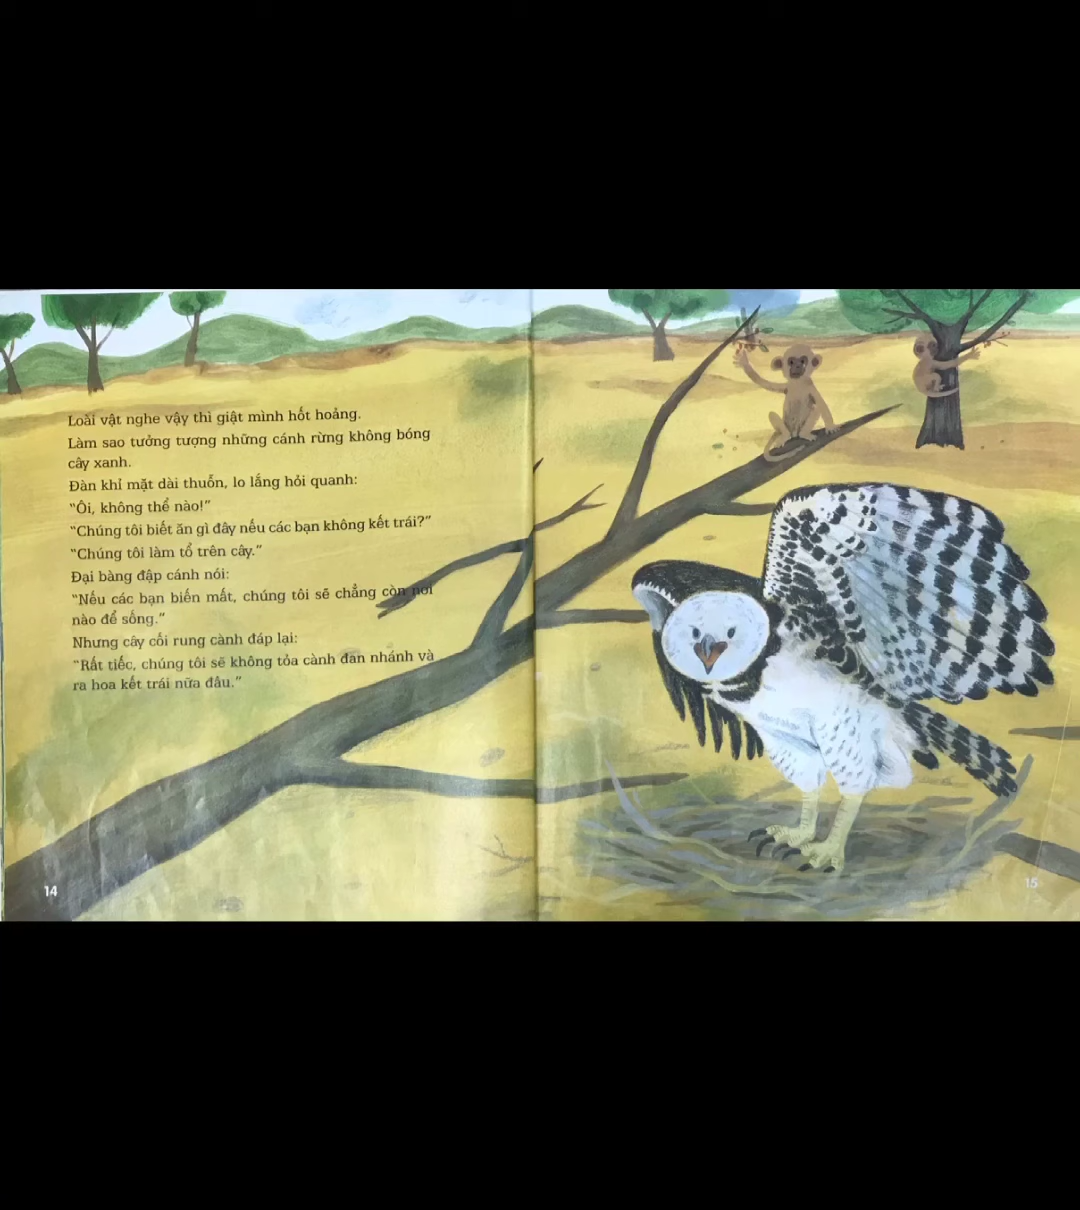 Loài vật nghe vậy thì giật mình hốt hoảng.
Làm sao tưởng tượng những cánh rừng không bóng
cây xanh.
Đàn khỉ mặt dài thuỗn, lo lắng hỏi quanh:
“Ôi, không thể nào!”
“Chúng tôi biết ăn gì đây nếu các bạn không kết trái?”
“Chúng tôi làm tổ trên cây.”
Đại bàng đập cánh nói:
“Nếu các bạn biến mất, chúng tôi sẽ chẳng còn nơi
nào để sống.”
Nhưng cây cối rung cành đáp lại:
“Rất tiếc, chúng tôi sẽ không tỏa cành đan nhánh và
ra hoa kết trái nữa đâu.”
14
15